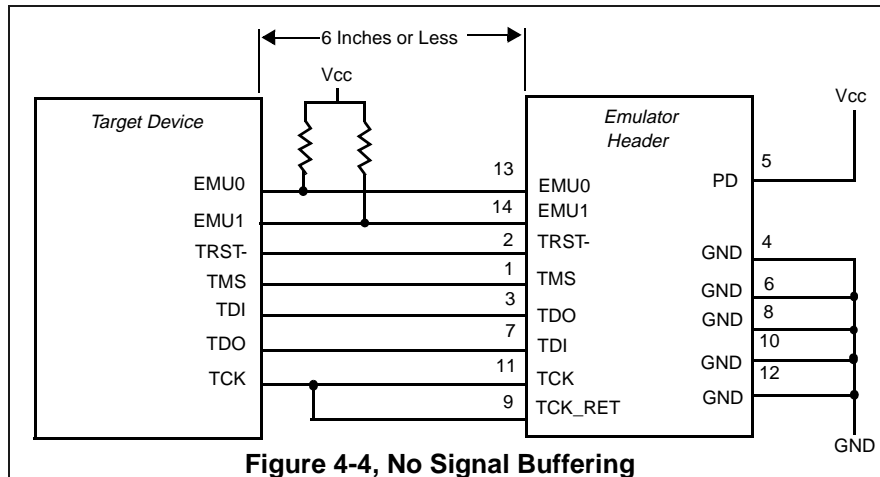 6 Inches or Less
Vcc
Vcc
Target Device
Emulator
Header
EMU0
13
EMU0
PD
5
EMU1
14
EMU1
TRST-
2
TRST-
GND
4
TMS
1
TMS
GND
6
TDI
3
TDO
GND
8
TDO
7
TDI
GND
10
TCK
11
TCK
GND
12
9
TCK_RET
GND
Figure 4-4, No Signal Buffering